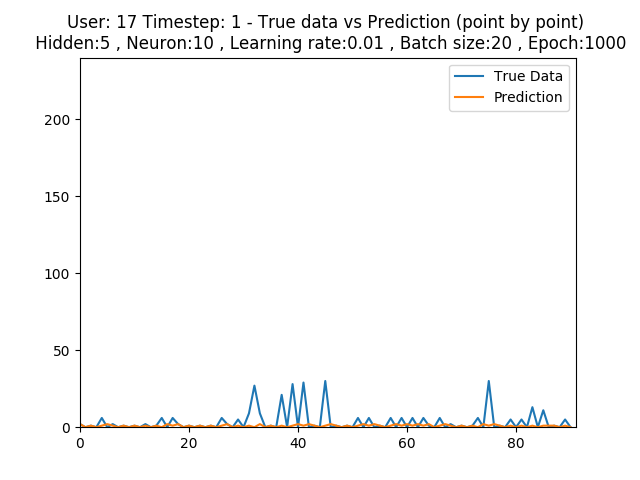 User: 17 Timestep: 1 - True data vs Prediction (point by point)
Hidden:5 , Neuron:10 , Learning rate:0.01 , Batch size:20 , Epoch:1000
True Data
Prediction
200
150
100
50
0
0 20 40 60 80